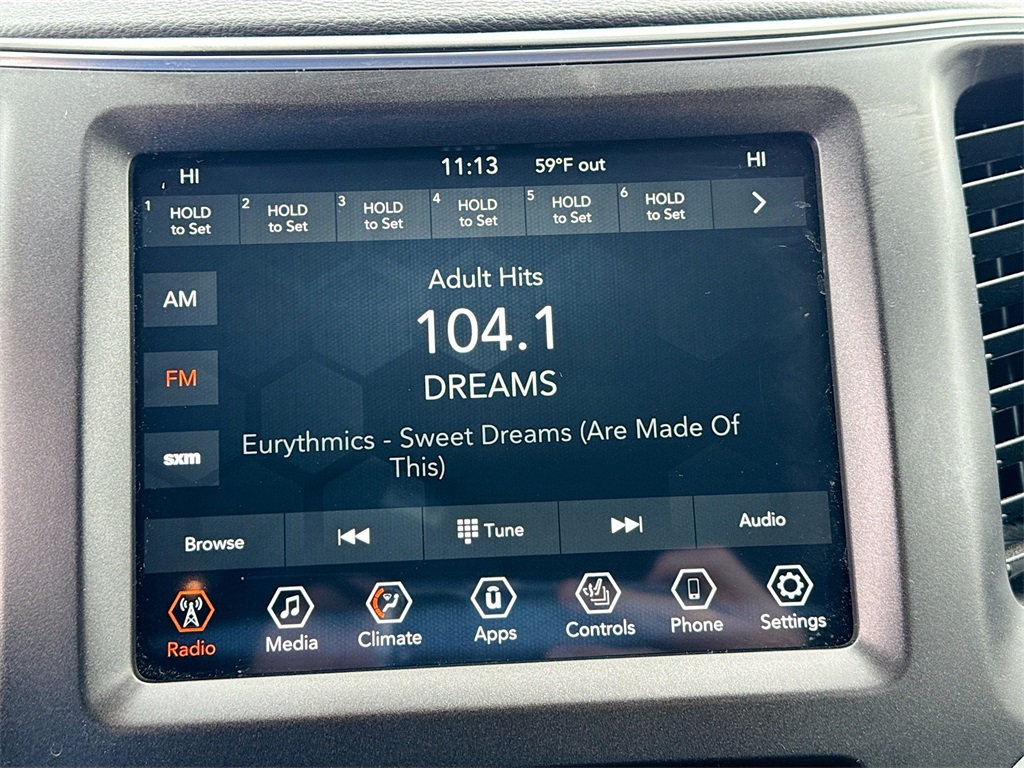 HI 11:13 59°F out HI
1 HOLD to Set 2 HOLD to Set 3 HOLD to Set 4 HOLD to Set 5 HOLD to Set 6 HOLD to Set
Adult Hits
AM
104.1
FM
DREAMS
Eurythmics - Sweet Dreams (Are Made Of
This)
sxm
Browse Tune Audio
Radio Media Climate Apps Controls Phone Settings